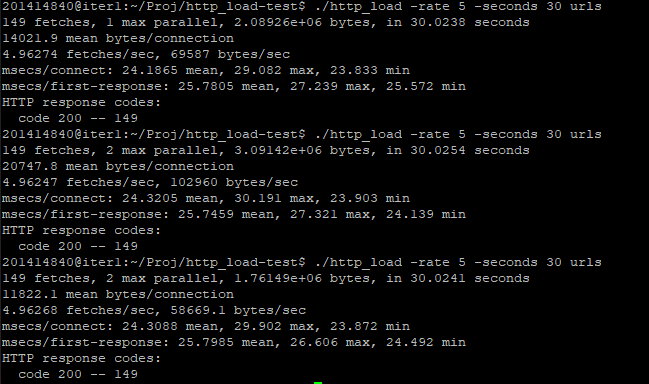 201414840@iter1:~/Proj/http_load-test$ ./http_load -rate 5 -seconds 30 urls
149 fetches, 1 max parallel, 2.08926e+06 bytes, in 30.0238 seconds
14021.9 mean bytes/connection
4.96274 fetches/sec, 69587 bytes/sec
msecs/connect: 24.1865 mean, 29.082 max, 23.833 min
msecs/first-response: 25.7805 mean, 27.239 max, 25.572 min
HTTP response codes:
  code 200 -- 149
201414840@iter1:~/Proj/http_load-test$ ./http_load -rate 5 -seconds 30 urls
149 fetches, 2 max parallel, 3.09142e+06 bytes, in 30.0254 seconds
20747.8 mean bytes/connection
4.96247 fetches/sec, 102960 bytes/sec
msecs/connect: 24.3205 mean, 30.191 max, 23.903 min
msecs/first-response: 25.7459 mean, 27.321 max, 24.139 min
HTTP response codes:
  code 200 -- 149
201414840@iter1:~/Proj/http_load-test$ ./http_load -rate 5 -seconds 30 urls
149 fetches, 2 max parallel, 1.76149e+06 bytes, in 30.0241 seconds
11822.1 mean bytes/connection
4.96268 fetches/sec, 58669.1 bytes/sec
msecs/connect: 24.3088 mean, 29.902 max, 23.872 min
msecs/first-response: 25.7985 mean, 26.606 max, 24.492 min
HTTP response codes:
  code 200 -- 149